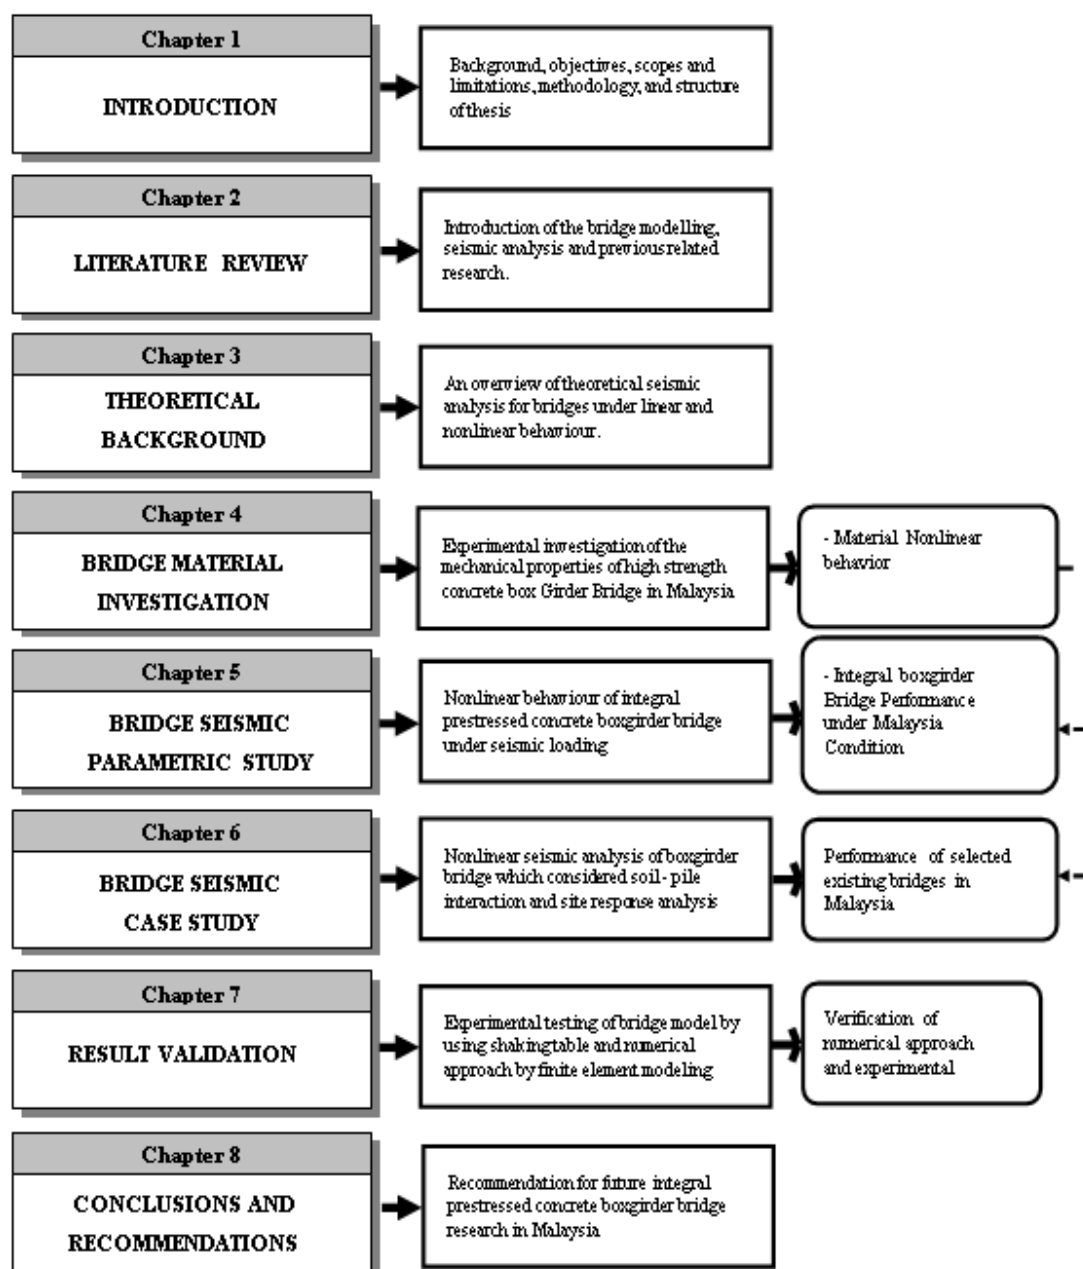 Chapter 1
INTRODUCTION
Background, objectives, scopes and
limitations, methodology, and structure
of thesis
Chapter 2
LITERATURE REVIEW
Introduction of the bridge modelling,
seismic analysis and previous related
research.
Chapter 3
THEORETICAL
BACKGROUND
An overview of theoretical seismic
analysis for bridges under linear and
nonlinear behaviour.
Chapter 4
BRIDGE MATERIAL
INVESTIGATION
Experimental investigation of the
mechanical properties of high strength
concrete box Girder Bridge in Malaysia
- Material Nonlinear
behavior
Chapter 5
BRIDGE SEISMIC
PARAMETRIC STUDY
Nonlinear behaviour of integral
prestressed concrete boxgirder bridge
under seismic loading
- Integral boxgirder
Bridge Performance
under Malaysia
Condition
Chapter 6
BRIDGE SEISMIC
CASE STUDY
Nonlinear seismic analysis of boxgirder
bridge which considered soil- pile
interaction and site response analysis
Performance of selected
existing bridges in
Malaysia
Chapter 7
RESULT VALIDATION
Experimental testing of bridge model by
using shakingtable and numerical
approach by finite element modeling
Verification of
numerical approach
and experimental
Chapter 8
CONCLUSIONS AND
RECOMMENDATIONS
Recommendation for future integral
prestressed concrete boxgirder bridge
research in Malaysia